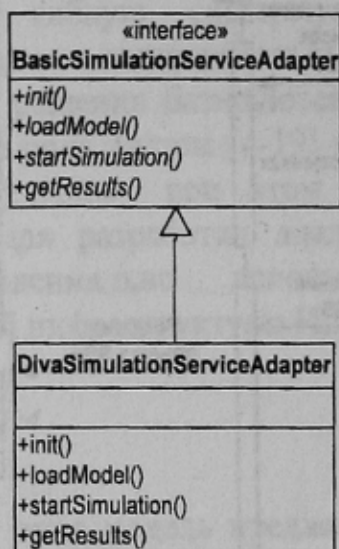 «interface»
BasicSimulationServiceAdapter
+init()
+loadModel()
+startSimulation()
+getResults()
DivaSimulationServiceAdapter
+init()
+loadModel()
+startSimulation()
+getResults()